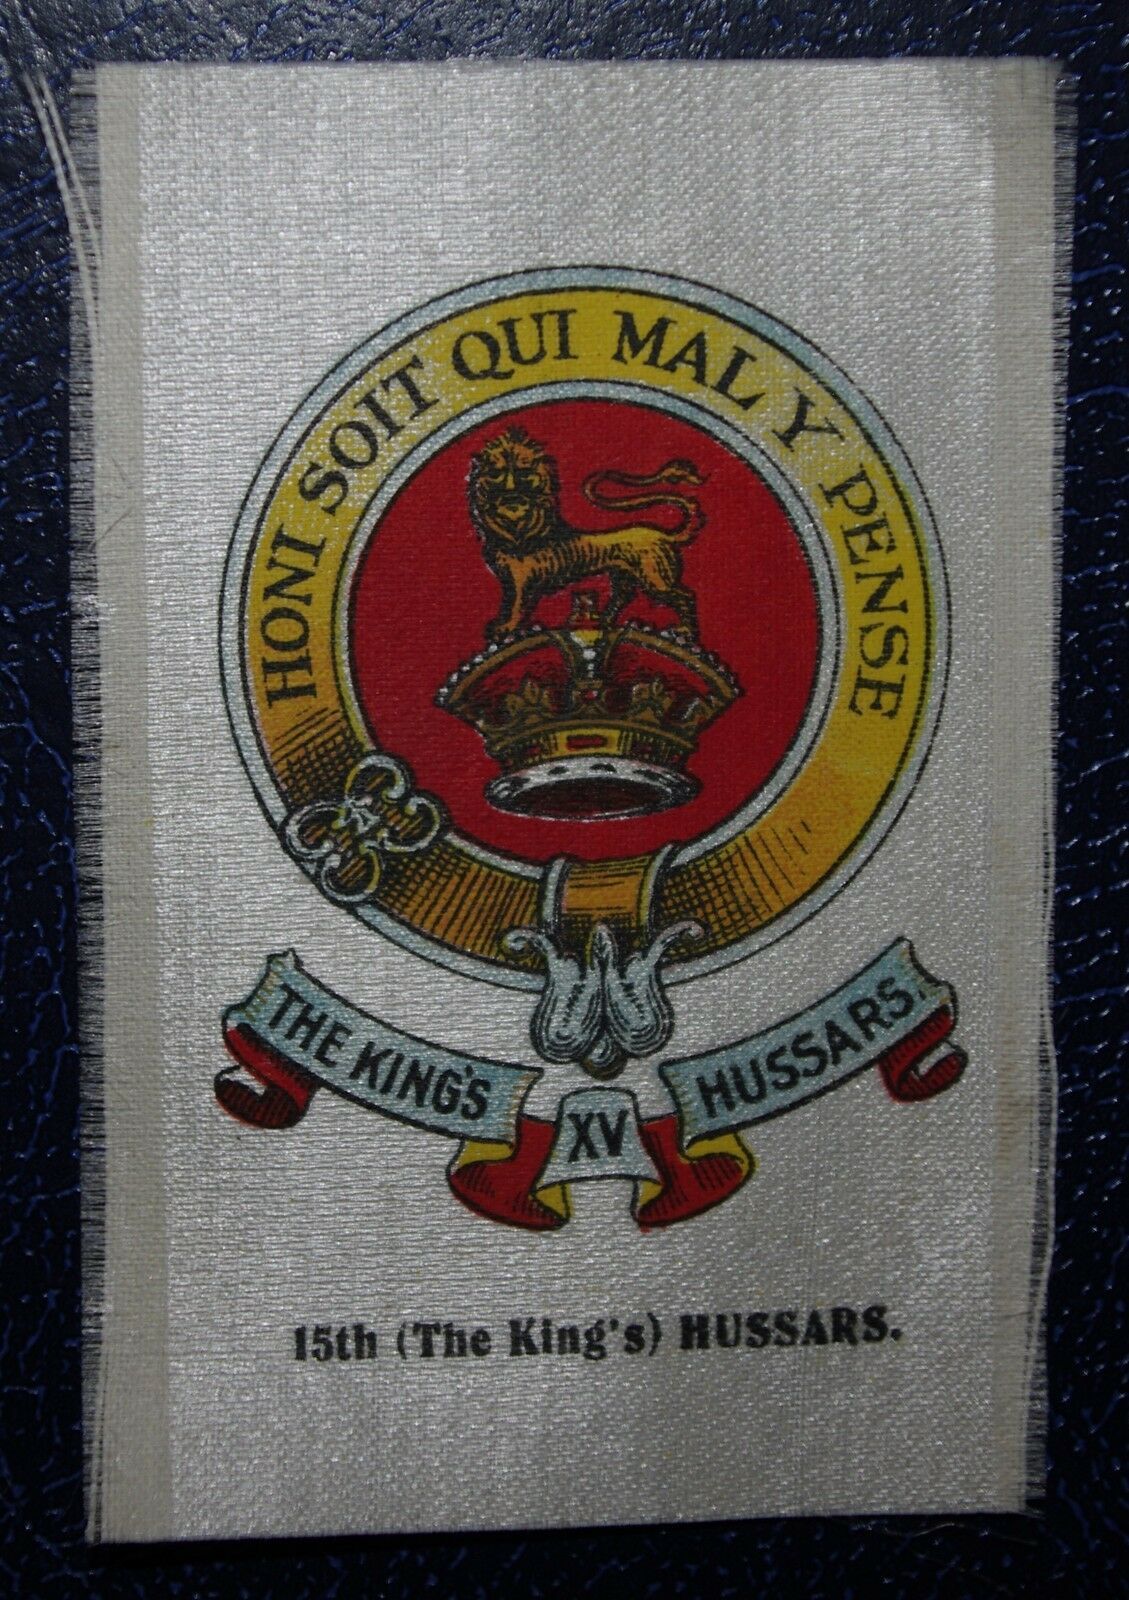 HONI SOIT QUI MAL Y PENSE
THE KING'S
XV
HUSSARS.
15th (The King's) HUSSARS.